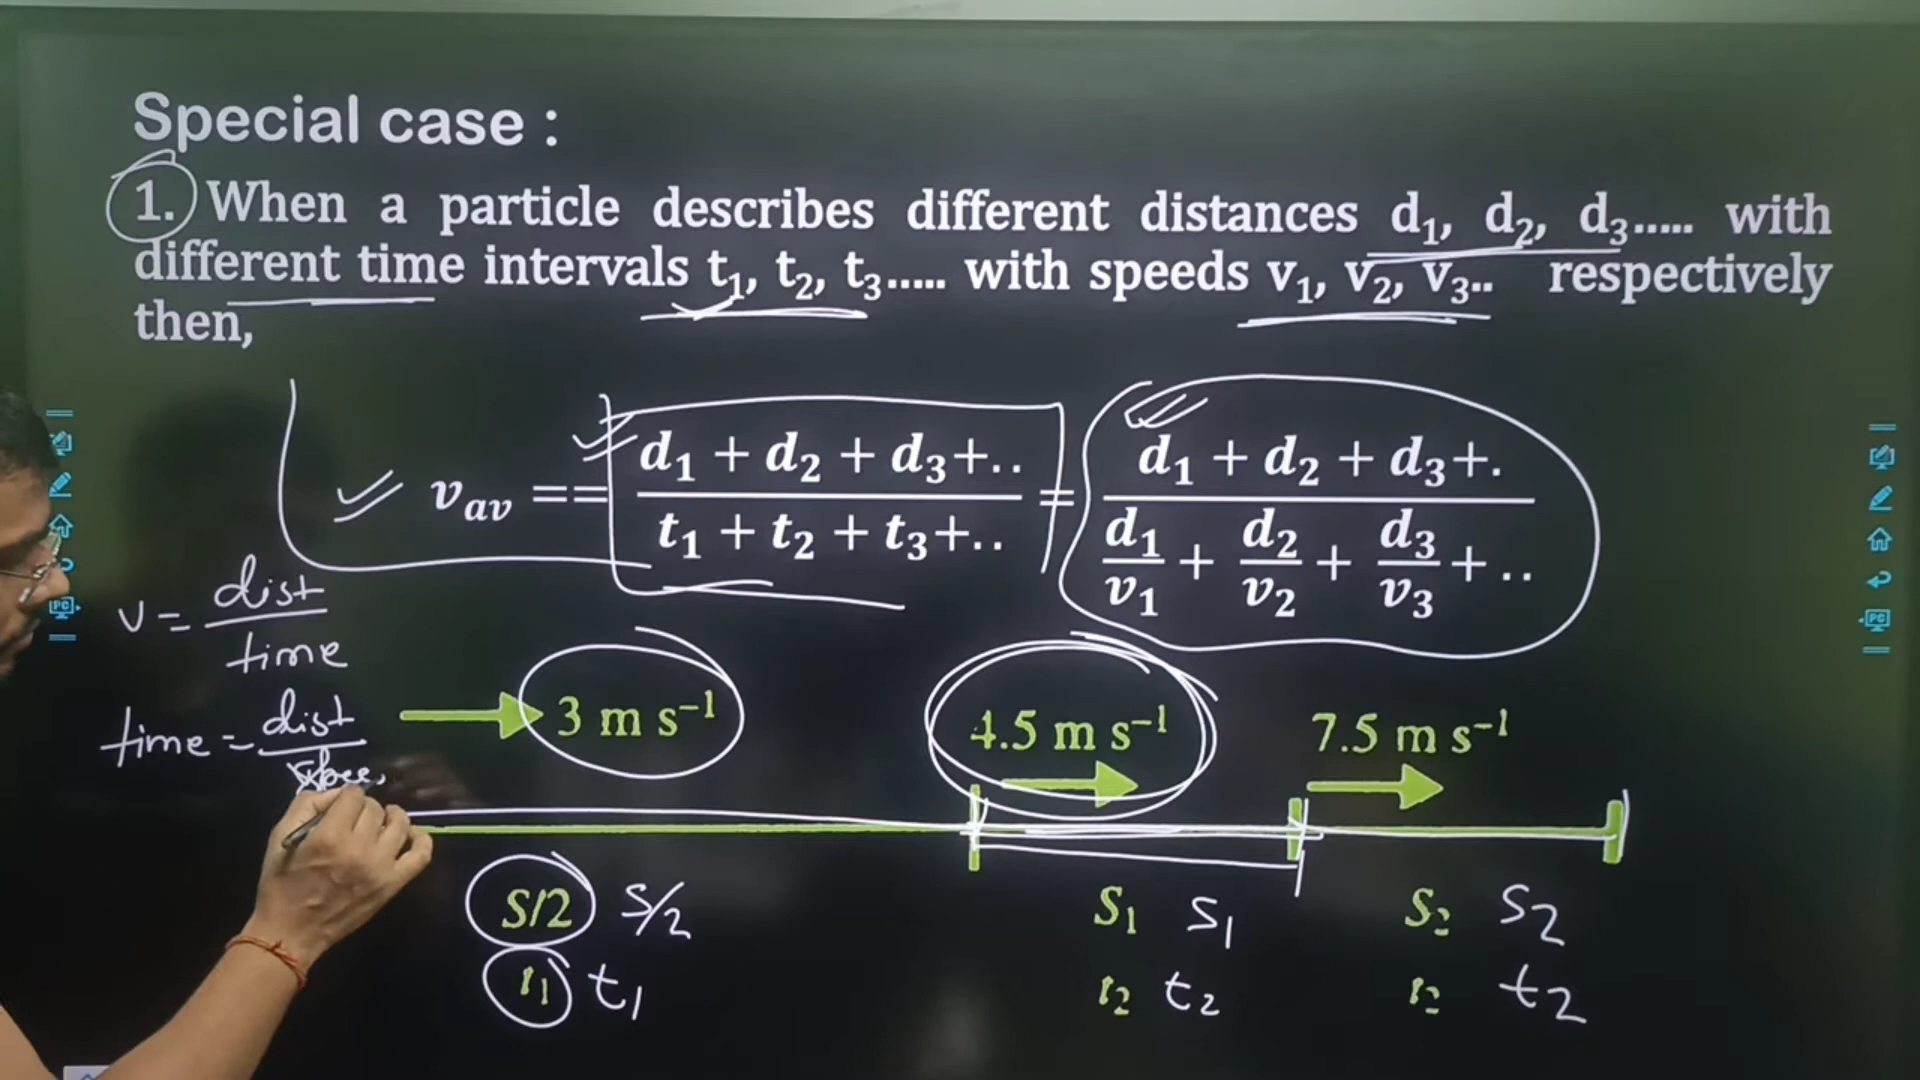 Special case :
1. When a particle describes different distances d₁, d₂, d₃..... with
different time intervals t₁, t₂, t₃..... with speeds v₁, v₂, v₃.. respectively
then,
v_av == (d₁ + d₂ + d₃+..)/(t₁ + t₂ + t₃+..) = (d₁ + d₂ + d₃+.)/(d₁/v₁ + d₂/v₂ + d₃/v₃ + ..)
v = dist/time
time = dist/
3 m s⁻¹ 4.5 m s⁻¹ 7.5 m s⁻¹
S/2 S/2 S₁ S₁ S₂ S₂
t₁ t₁ t₂ t₂ t₂ t₂
PC PC